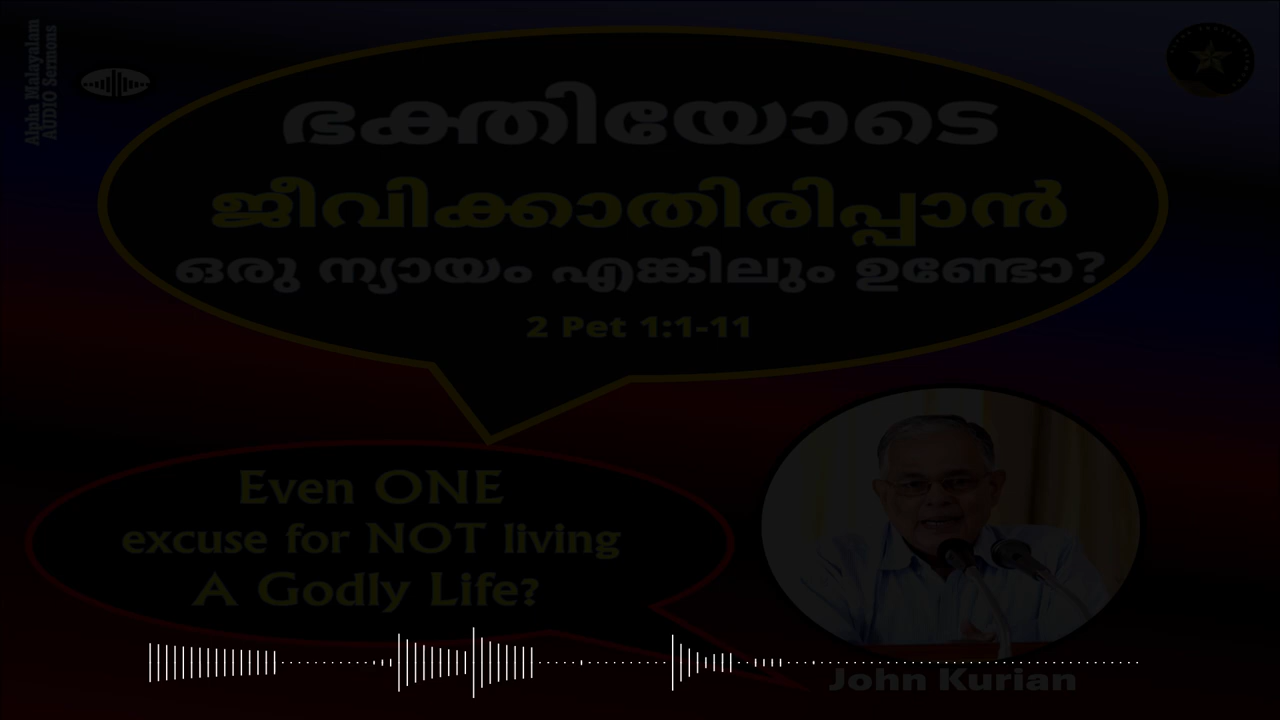 Alpha Malayalam
AUDIO Sermons
ഭക്തിയോടെ
ജീവിക്കാതിരിപ്പാൻ
ഒരു ന്യായം എങ്കിലും ഉണ്ടോ?
2 Pet 1:1-11
Even ONE
excuse for NOT living
A Godly Life?
John Kurian